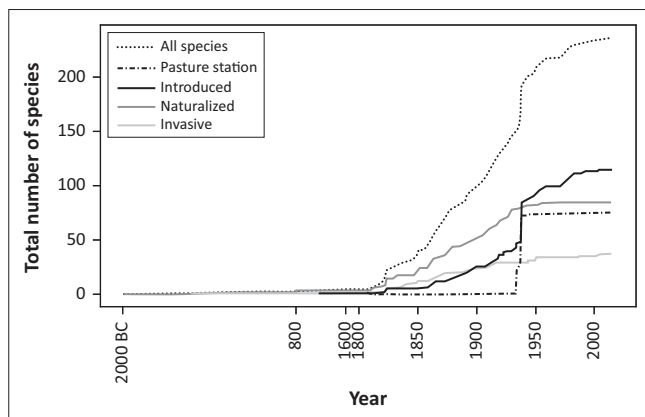 All species
Pasture station
Introduced
Naturalized
Invasive
Total number of species
200
150
100
50
0
2000 BC
800
1600
1800
1850
1900
1950
2000
Year